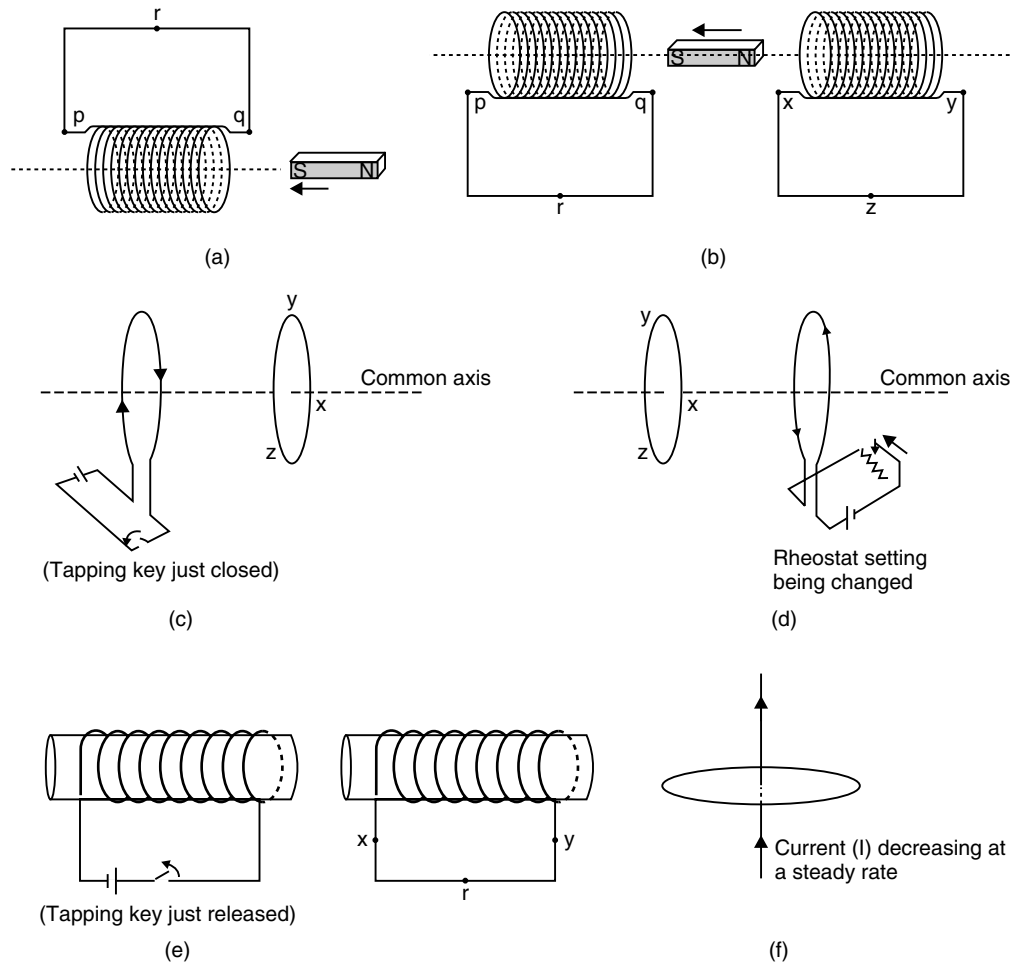 r
p
q
S N
(a)
S N
p
q
x
y
r
z
(b)
y
Common axis
x
z
(Tapping key just closed)
(c)
y
Common axis
x
z
Rheostat setting
being changed
(d)
x
y
r
(Tapping key just released)
(e)
Current (I) decreasing at
a steady rate
(f)